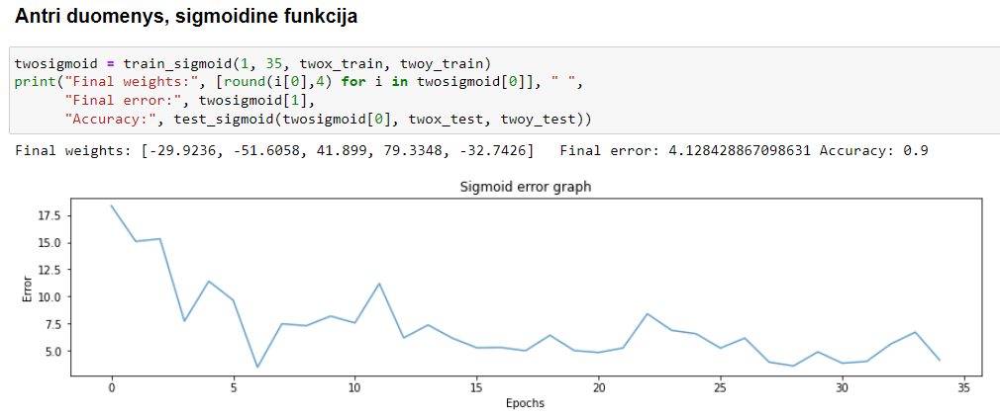 Antri duomenys, sigmoidine funkcija
twosigmoid = train_sigmoid(1, 35, twox_train, twoy_train)
print("Final weights:", [round(i[0],4) for i in twosigmoid[0]], " ",
"Final error:", twosigmoid[1],
"Accuracy:", test_sigmoid(twosigmoid[0], twox_test, twoy_test))
Final weights: [-29.9236, -51.6058, 41.899, 79.3348, -32.7426]   Final error: 4.128428867098631 Accuracy: 0.9
Sigmoid error graph
17.5
15.0
12.5
10.0
7.5
5.0
Error
0 5 10 15 20 25 30 35
Epochs